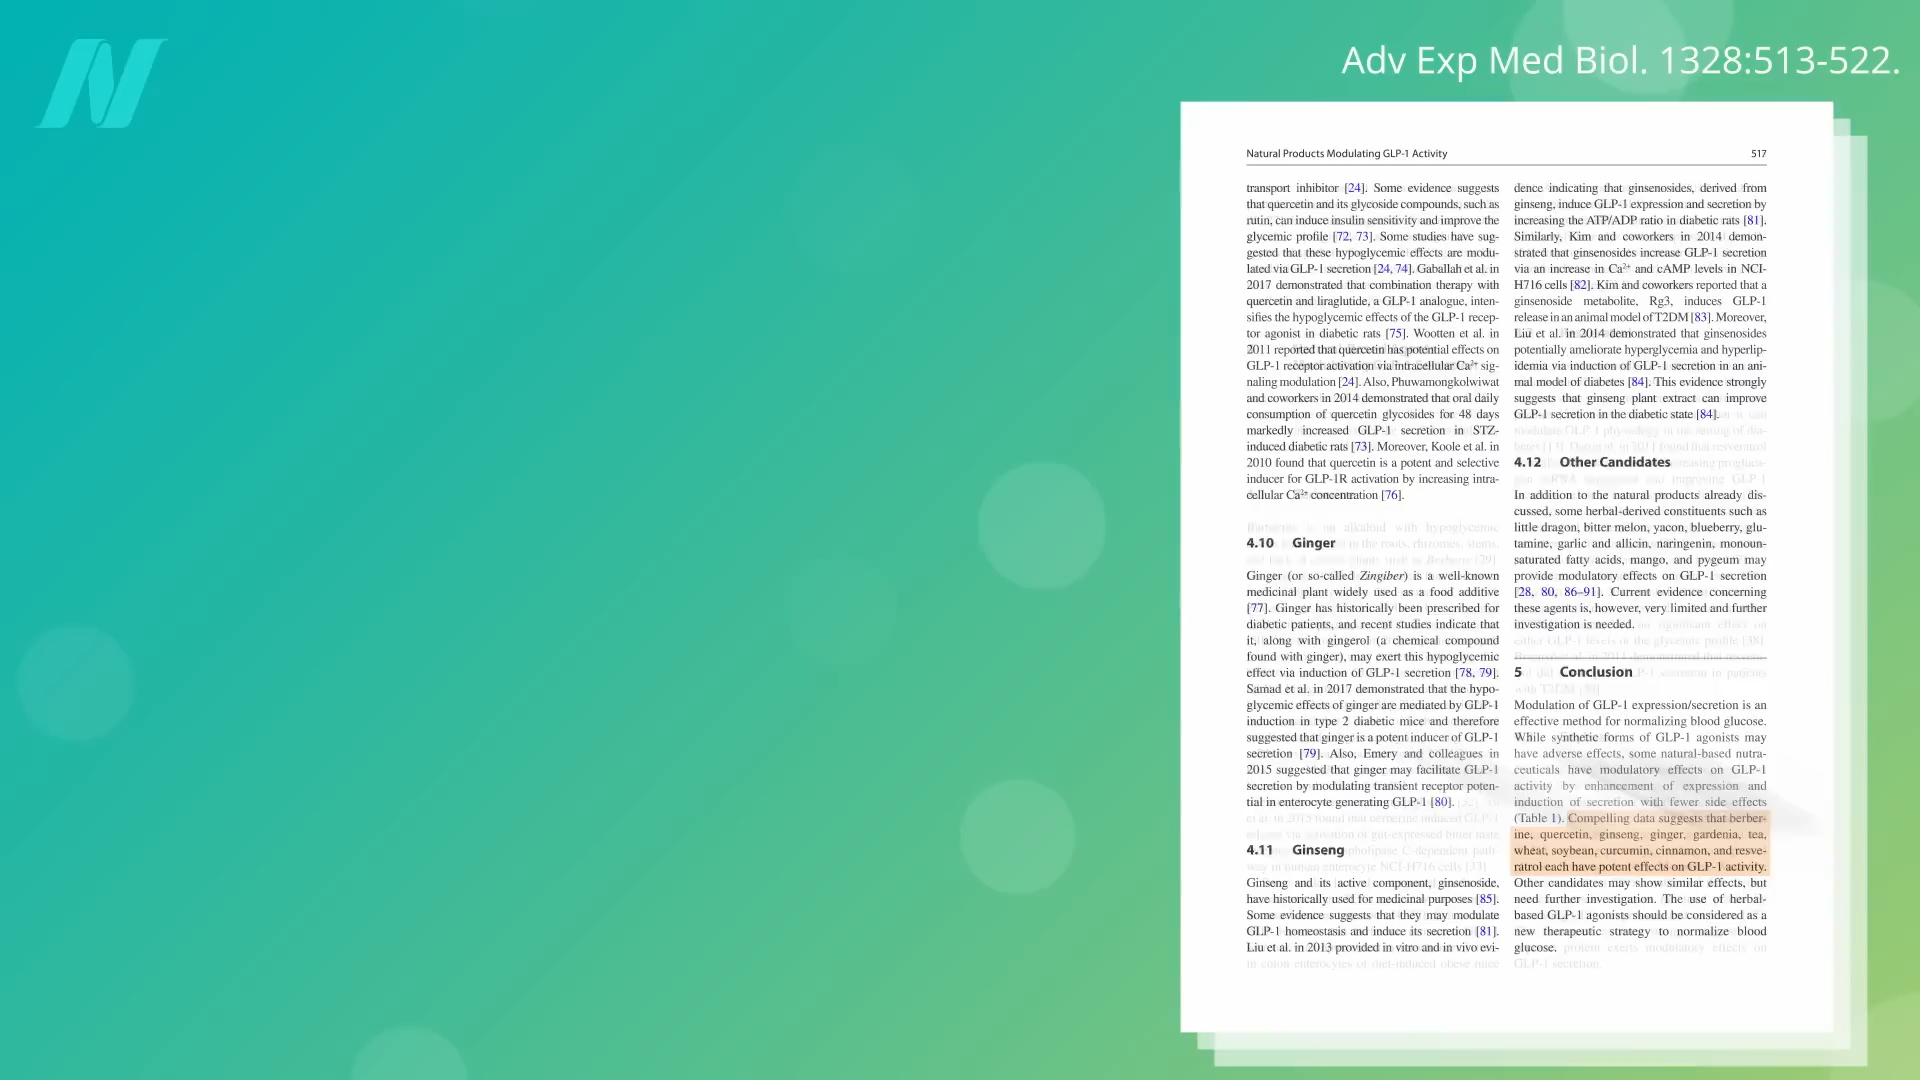 Adv Exp Med Biol. 1328:513-522.
Natural Products Modulating GLP-1 Activity 517
transport inhibitor [24]. Some evidence suggests
that quercetin and its glycoside compounds, such as
rutin, can induce insulin sensitivity and improve the
glycemic profile [72, 73]. Some studies have sug-
gested that these hypoglycemic effects are modu-
lated via GLP-1 secretion [24, 74]. Gaballah et al. in
2017 demonstrated that combination therapy with
quercetin and liraglutide, a GLP-1 analogue, inten-
sifies the hypoglycemic effects of the GLP-1 recep-
tor agonist in diabetic rats [75]. Wootten et al. in
2011 reported that quercetin has potential effects on
GLP-1 receptor activation via intracellular Ca²⁺ sig-
naling modulation [24]. Also, Phuwamongkolwiwat
and coworkers in 2014 demonstrated that oral daily
consumption of quercetin glycosides for 48 days
markedly increased GLP-1 secretion in STZ-
induced diabetic rats [73]. Moreover, Koole et al. in
2010 found that quercetin is a potent and selective
inducer for GLP-1R activation by increasing intra-
cellular Ca²⁺ concentration [76].
4.10 Ginger
Ginger (or so-called Zingiber) is a well-known
medicinal plant widely used as a food additive
[77]. Ginger has historically been prescribed for
diabetic patients, and recent studies indicate that
it, along with gingerol (a chemical compound
found with ginger), may exert this hypoglycemic
effect via induction of GLP-1 secretion [78, 79].
Samad et al. in 2017 demonstrated that the hypo-
glycemic effects of ginger are mediated by GLP-1
induction in type 2 diabetic mice and therefore
suggested that ginger is a potent inducer of GLP-1
secretion [79]. Also, Emery and colleagues in
2015 suggested that ginger may facilitate GLP-1
secretion by modulating transient receptor poten-
tial in enterocyte generating GLP-1 [80].
4.11 Ginseng
Ginseng and its active component, ginsenoside,
have historically used for medicinal purposes [85].
Some evidence suggests that they may modulate
GLP-1 homeostasis and induce its secretion [81].
Liu et al. in 2013 provided in vitro and in vivo evi-
dence indicating that ginsenosides, derived from
ginseng, induce GLP-1 expression and secretion by
increasing the ATP/ADP ratio in diabetic rats [81].
Similarly, Kim and coworkers in 2014 demon-
strated that ginsenosides increase GLP-1 secretion
via an increase in Ca²⁺ and cAMP levels in NCI-
H716 cells [82]. Kim and coworkers reported that a
ginsenoside metabolite, Rg3, induces GLP-1
release in an animal model of T2DM [83]. Moreover,
Liu et al. in 2014 demonstrated that ginsenosides
potentially ameliorate hyperglycemia and hyperlip-
idemia via induction of GLP-1 secretion in an ani-
mal model of diabetes [84]. This evidence strongly
suggests that ginseng plant extract can improve
GLP-1 secretion in the diabetic state [84].
4.12 Other Candidates
In addition to the natural products already dis-
cussed, some herbal-derived constituents such as
little dragon, bitter melon, yacon, blueberry, glu-
tamine, garlic and allicin, naringenin, monoun-
saturated fatty acids, mango, and pygeum may
provide modulatory effects on GLP-1 secretion
[28, 80, 86–91]. Current evidence concerning
these agents is, however, very limited and further
investigation is needed.
5 Conclusion
Modulation of GLP-1 expression/secretion is an
effective method for normalizing blood glucose.
While synthetic forms of GLP-1 agonists may
have adverse effects, some natural-based nutra-
ceuticals have modulatory effects on GLP-1
activity by enhancement of expression and
induction of secretion with fewer side effects
(Table 1). Compelling data suggests that berber-
ine, quercetin, ginseng, ginger, gardenia, tea,
wheat, soybean, curcumin, cinnamon, and resve-
ratrol each have potent effects on GLP-1 activity.
Other candidates may show similar effects, but
need further investigation. The use of herbal-
based GLP-1 agonists should be considered as a
new therapeutic strategy to normalize blood
glucose.